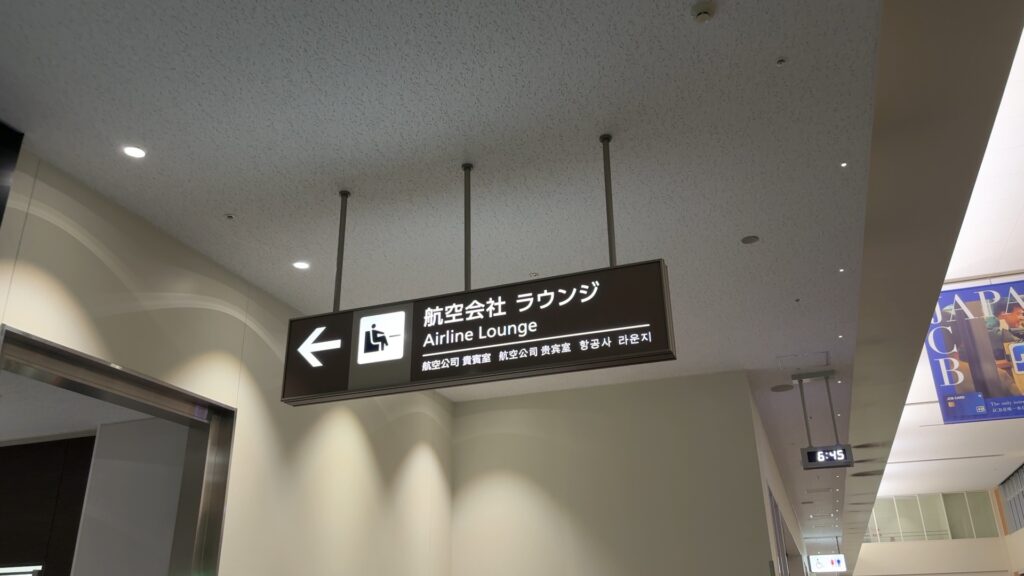 航空会社 ラウンジ
Airline Lounge
航空公司 貴賓室 航空公司 贵宾室 항공사 라운지
6:45
JAPA
C
B